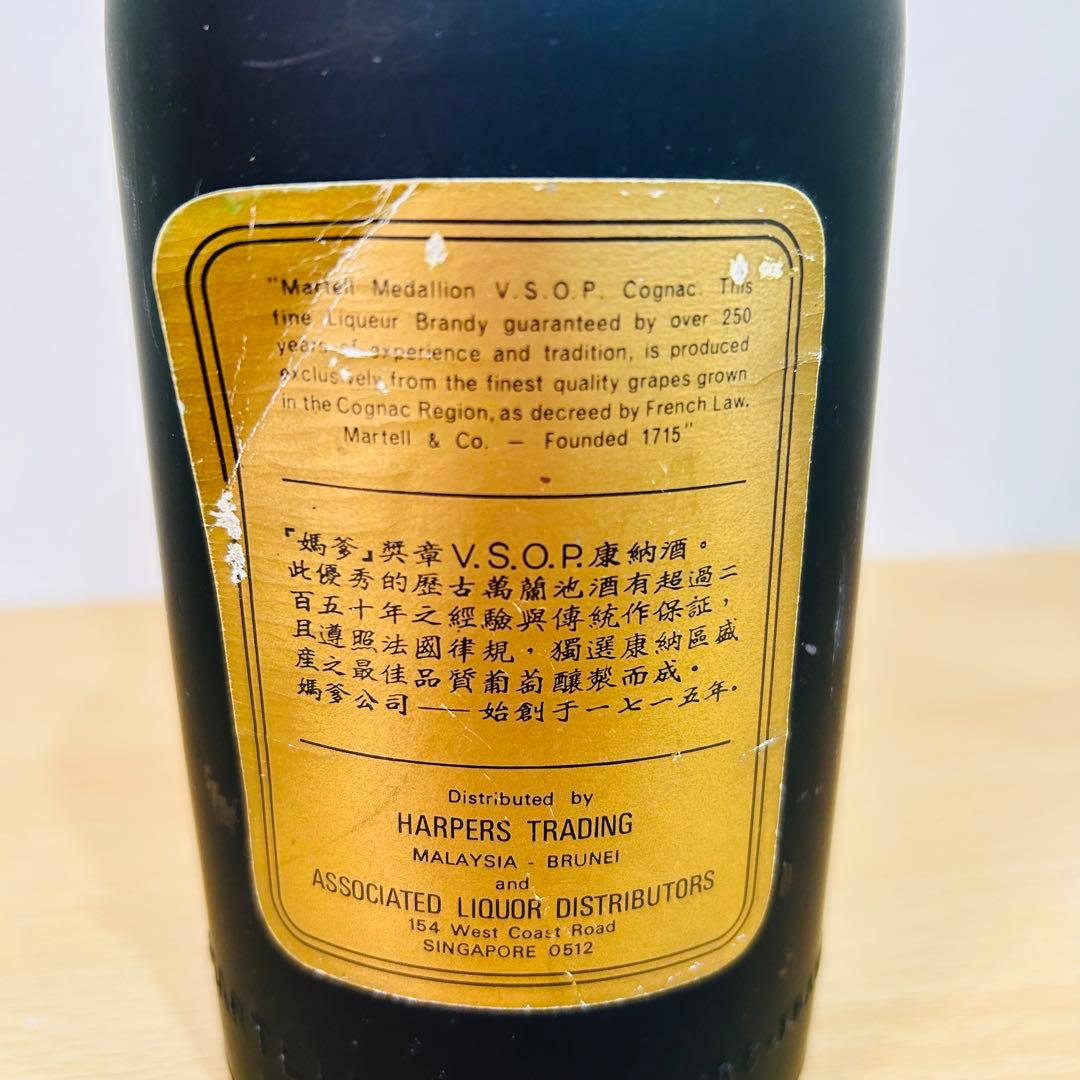 "Martell Medallion V.S.O.P. Cognac. This
fine Liqueur Brandy guaranteed by over 250
years of experience and tradition, is produced
exclusively from the finest quality grapes grown
in the Cognac Region, as decreed by French Law.
Martell & Co. — Founded 1715"
『媽爹』獎章V.S.O.P.康納酒。
此優秀的歷古萬蘭池酒有超過二
百五十年之經驗與傳統作保証，
且遵照法國律規，獨選康納區盛
產之最佳品質葡萄釀製而成。
媽爹公司——始創于一七一五年。
Distributed by
HARPERS TRADING
MALAYSIA - BRUNEI
and
ASSOCIATED LIQUOR DISTRIBUTORS
154 West Coast Road
SINGAPORE 0512